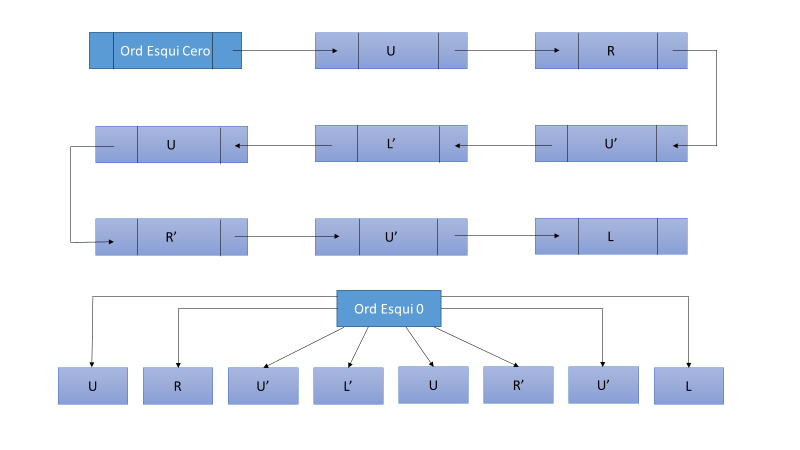 Ord Esqui Cero
U
R
U
L’
U’
R’
U’
L
Ord Esqui 0
U
R
U’
L’
U
R’
U’
L